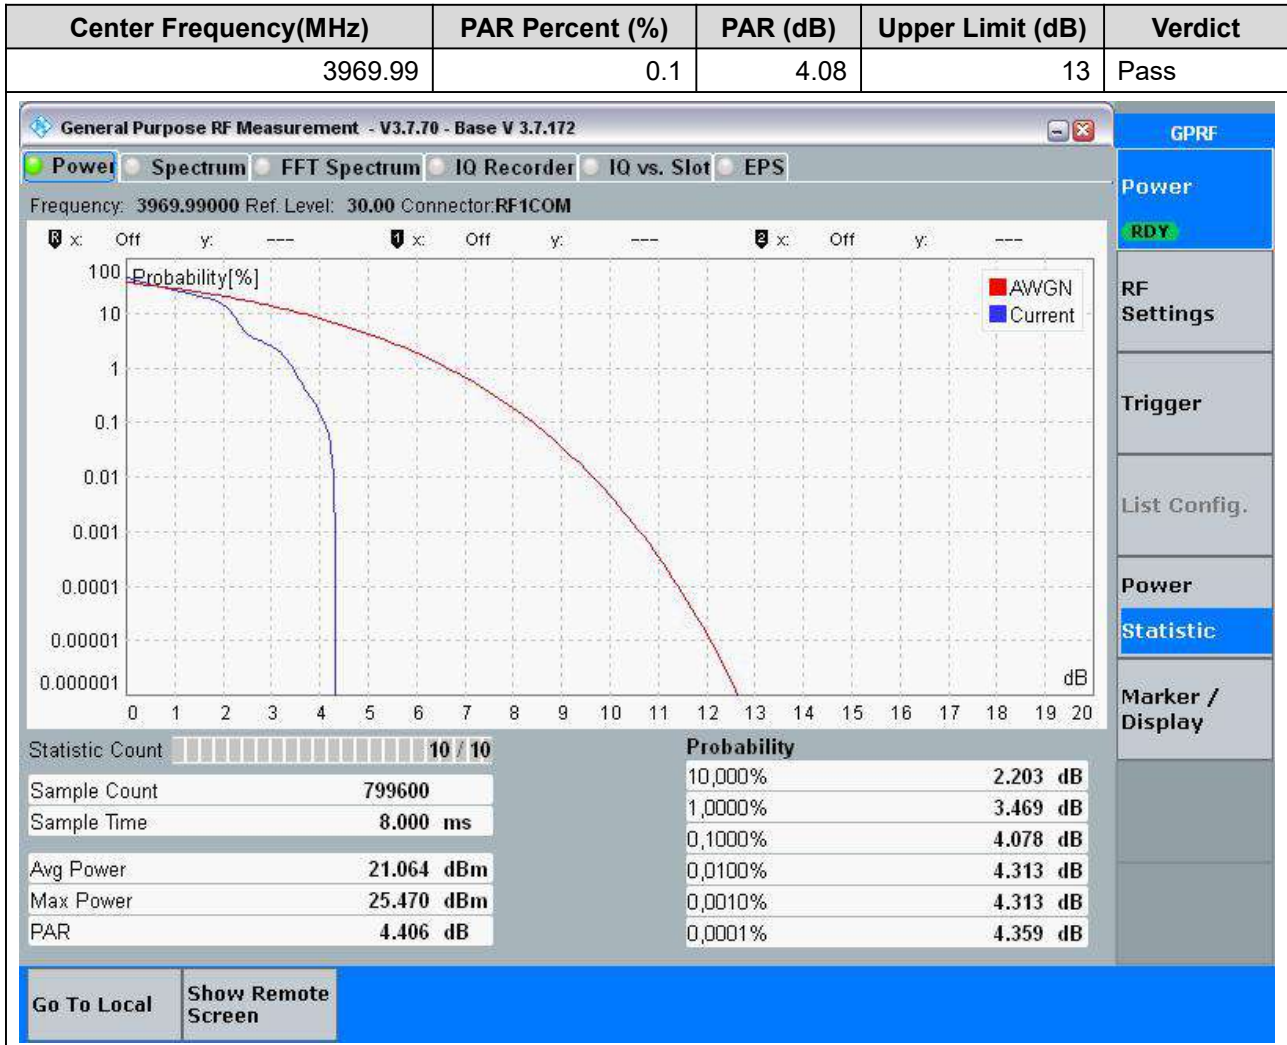 Center Frequency(MHz) PAR Percent (%) PAR (dB) Upper Limit (dB) Verdict
3969.99 0.1 4.08 13 Pass
General Purpose RF Measurement - V3.7.70 - Base V 3.7.172
GPRF
Power Spectrum FFT Spectrum IQ Recorder IQ vs. Slot EPS
Frequency: 3969.99000 Ref. Level: 30.00 Connector:RF1COM
R x: Off y: --- 1 x: Off y: --- 2 x: Off y: ---
Probability[%]
100
10
1
0.1
0.01
0.001
0.0001
0.00001
0.000001
AWGN
Current
dB
0 1 2 3 4 5 6 7 8 9 10 11 12 13 14 15 16 17 18 19 20
Statistic Count 10 / 10
Sample Count 799600
Sample Time 8.000 ms
Avg Power 21.064 dBm
Max Power 25.470 dBm
PAR 4.406 dB
Probability
10,000% 2.203 dB
1,0000% 3.469 dB
0,1000% 4.078 dB
0,0100% 4.313 dB
0,0010% 4.313 dB
0,0001% 4.359 dB
Power
RDY
RF
Settings
Trigger
List Config.
Power
Statistic
Marker /
Display
Go To Local
Show Remote
Screen